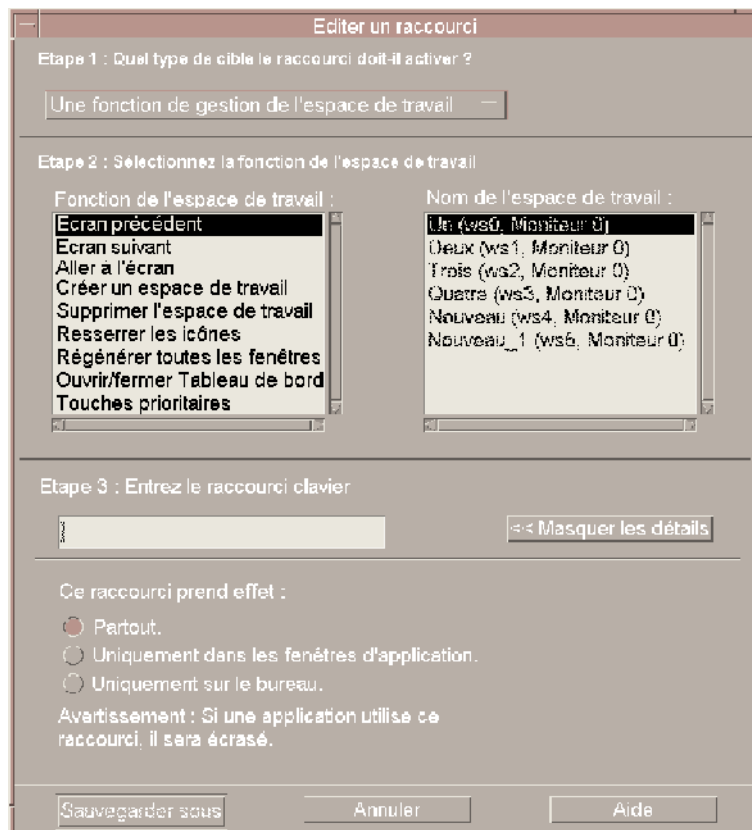 Editer un raccourci
Etape 1 : Quel type de cible le raccourci doit-il activer ?
Une fonction de gestion de l'espace de travail
Etape 2 : Sélectionnez la fonction de l'espace de travail
Fonction de l'espace de travail :
Ecran précédent
Ecran suivant
Aller à l'écran
Créer un espace de travail
Supprimer l'espace de travail
Resserrer les icônes
Régénérer toutes les fenêtres
Ouvrir/fermer Tableau de bord
Touches prioritaires
Nom de l'espace de travail :
Un (ws0, Moniteur 0)
Deux (ws1, Moniteur 0)
Trois (ws2, Moniteur 0)
Quatre (ws3, Moniteur 0)
Nouveau (ws4, Moniteur 0)
Nouveau_1 (ws5, Moniteur 0)
Etape 3 : Entrez le raccourci clavier
<< Masquer les détails
Ce raccourci prend effet :
Partout.
Uniquement dans les fenêtres d'application.
Uniquement sur le bureau.
Avertissement : Si une application utilise ce
raccourci, il sera écrasé.
Sauvegarder sous
Annuler
Aide